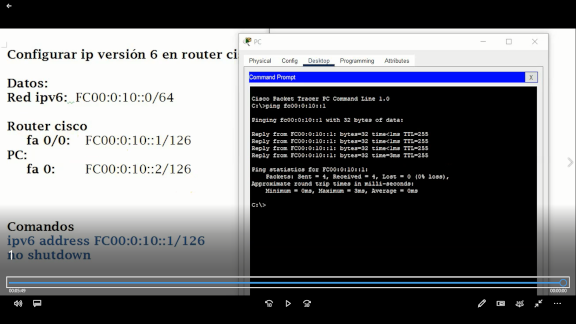 Configurar ip versión 6 en router ci
Datos:
Red ipv6: FC00:0:10::0/64
Router cisco
fa 0/0: FC00:0:10::1/126
PC:
fa 0: FC00:0:10::2/126
Comandos
ipv6 address FC00:0:10::1/126
no shutdown
PC
Physical Config Desktop Programming Attributes
Command Prompt
X
Cisco Packet Tracer PC Command Line 1.0
C:\>ping fc00:0:10::1
Pinging fc00:0:10::1 with 32 bytes of data:
Reply from FC00:0:10::1: bytes=32 time<1ms TTL=255
Reply from FC00:0:10::1: bytes=32 time<1ms TTL=255
Reply from FC00:0:10::1: bytes=32 time<1ms TTL=255
Reply from FC00:0:10::1: bytes=32 time=3ms TTL=255
Ping statistics for FC00:0:10::1:
Packets: Sent = 4, Received = 4, Lost = 0 (0% loss),
Approximate round trip times in milli-seconds:
Minimum = 0ms, Maximum = 3ms, Average = 0ms
C:\>
1
00:05:49
00:00:00